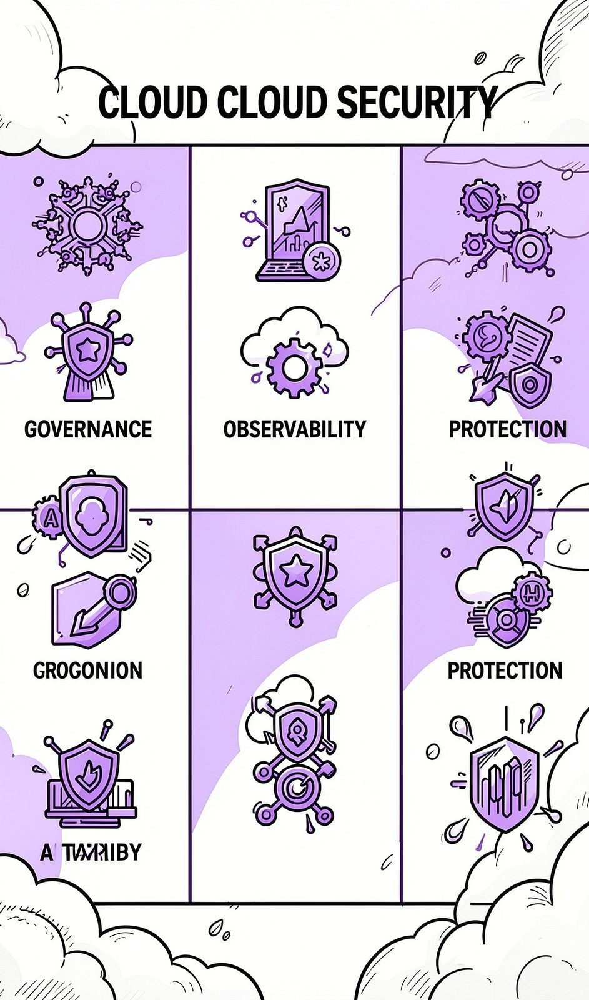 CLOUD CLOUD SECURITY
GOVERNANCE
OBSERVABILITY
PROTECTION
A
GROGONION
H
PROTECTION
A